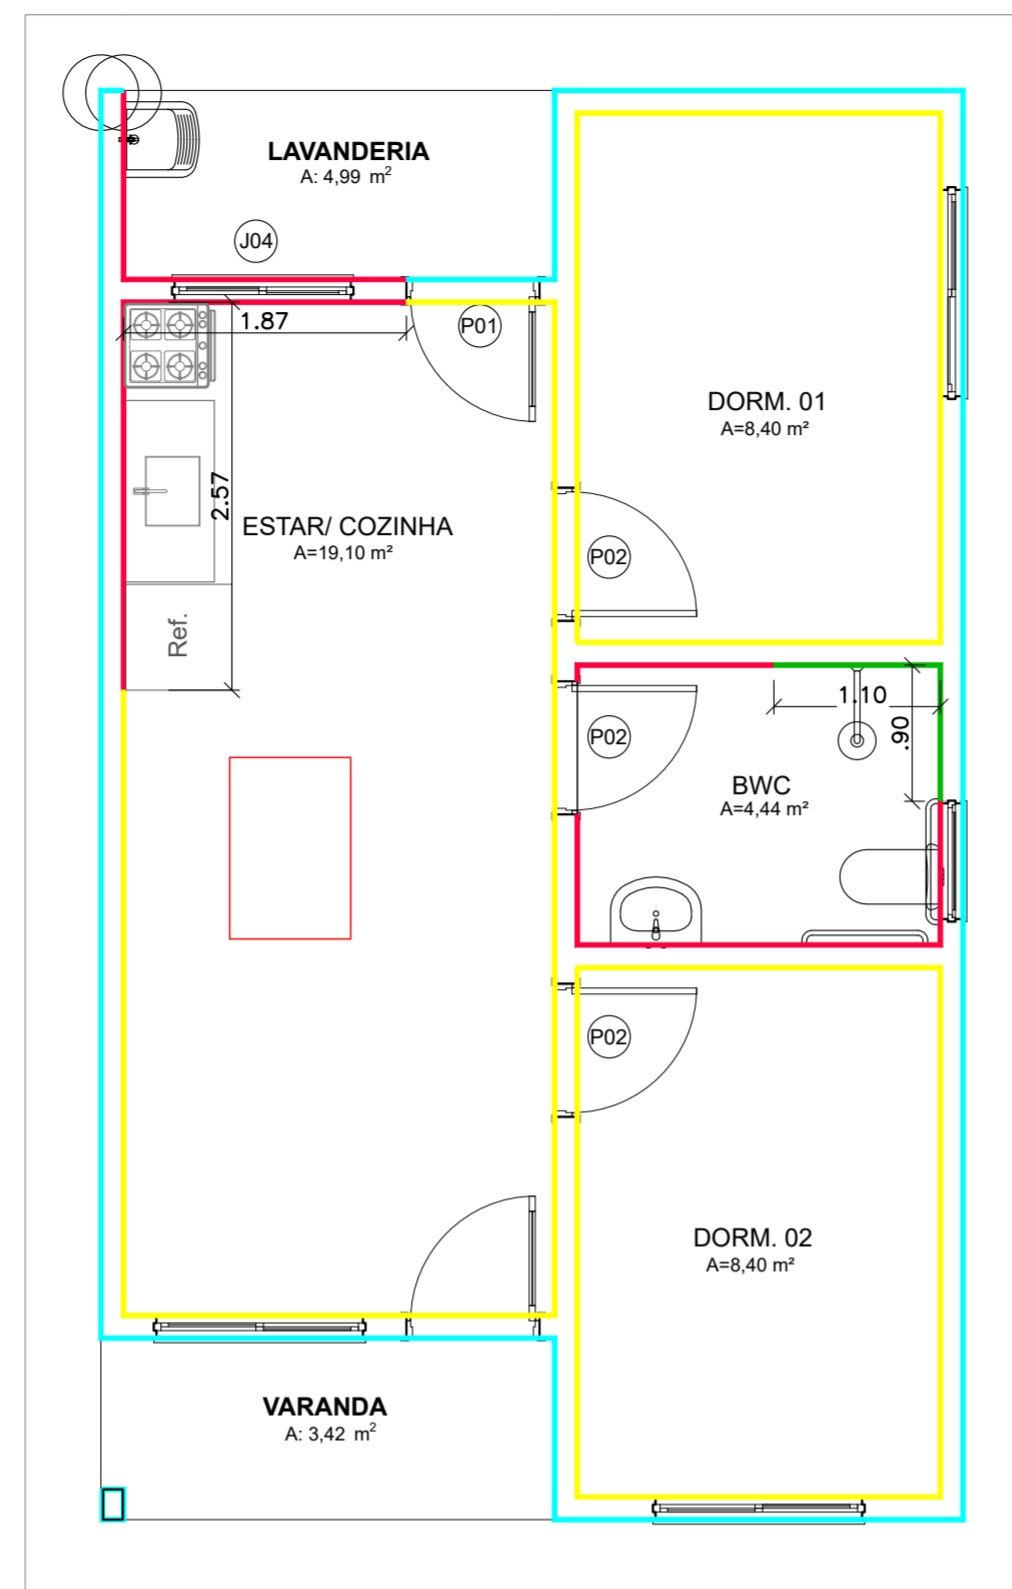 LAVANDERIA
A: 4,99 m²
J04
1.87
P01
DORM. 01
A=8,40 m²
2.57
ESTAR/ COZINHA
A=19,10 m²
P02
Ref.
1.10
.90
P02
BWC
A=4,44 m²
P02
DORM. 02
A=8,40 m²
VARANDA
A: 3,42 m²